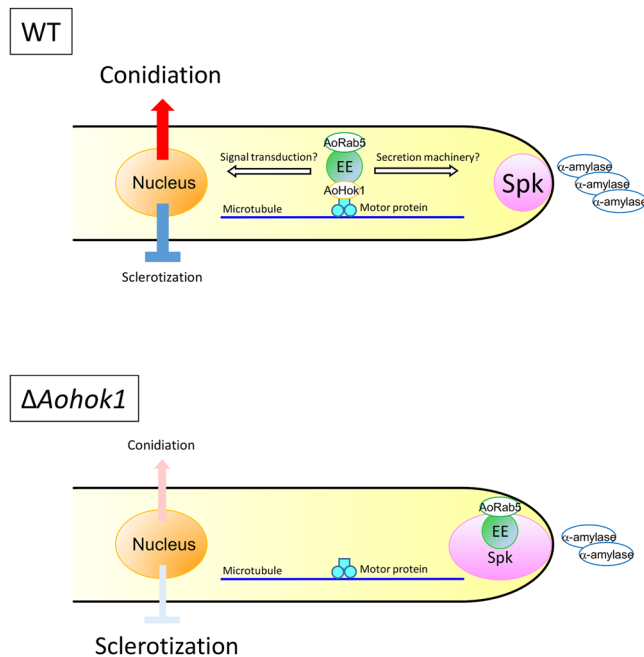 WT
Conidiation
AoRab5
Signal transduction?
EE
Secretion machinery?
Nucleus
AoHok1
Spk
α-amylase
α-amylase
α-amylase
Microtubule
Motor protein
Sclerotization
ΔAohok1
Conidiation
AoRab5
Nucleus
EE
Spk
α-amylase
α-amylase
Microtubule
Motor protein
Sclerotization